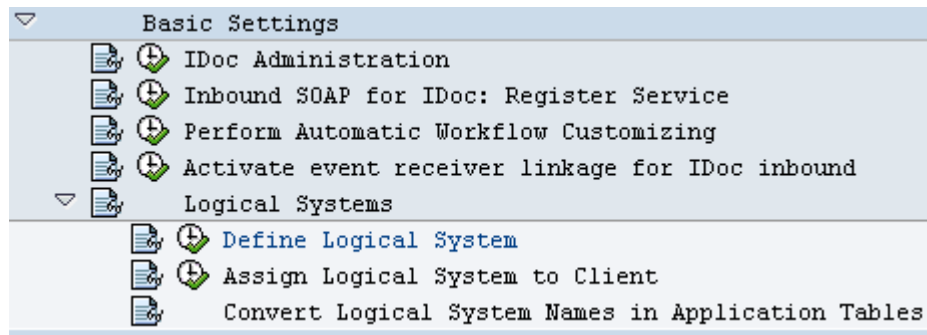 Basic Settings
IDoc Administration
Inbound SOAP for IDoc: Register Service
Perform Automatic Workflow Customizing
Activate event receiver linkage for IDoc inbound
Logical Systems
Define Logical System
Assign Logical System to Client
Convert Logical System Names in Application Tables